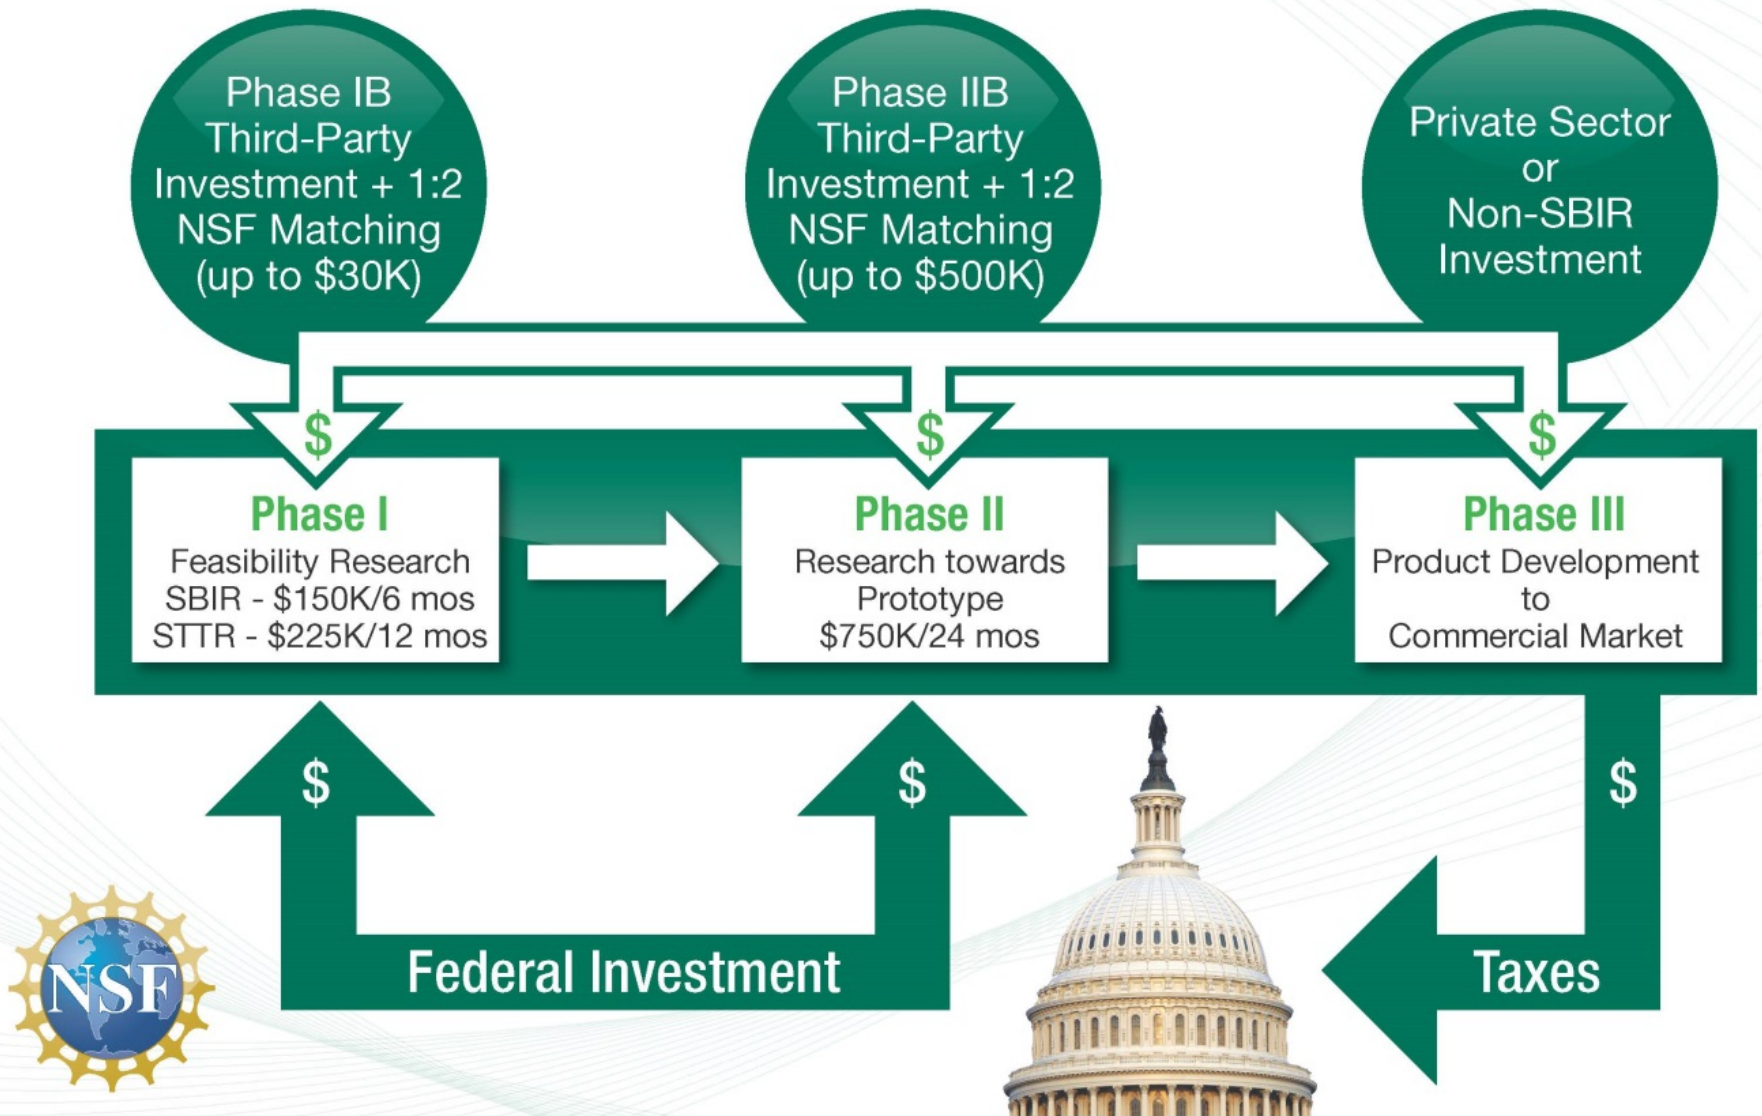 Phase IB
Third-Party
Investment + 1:2
NSF Matching
(up to $30K)
Phase IIB
Third-Party
Investment + 1:2
NSF Matching
(up to $500K)
Private Sector
or
Non-SBIR
Investment
$
$
$
Phase I
Feasibility Research
SBIR - $150K/6 mos
STTR - $225K/12 mos
Phase II
Research towards
Prototype
$750K/24 mos
Phase III
Product Development
to
Commercial Market
$
$
$
Federal Investment
Taxes
NSF